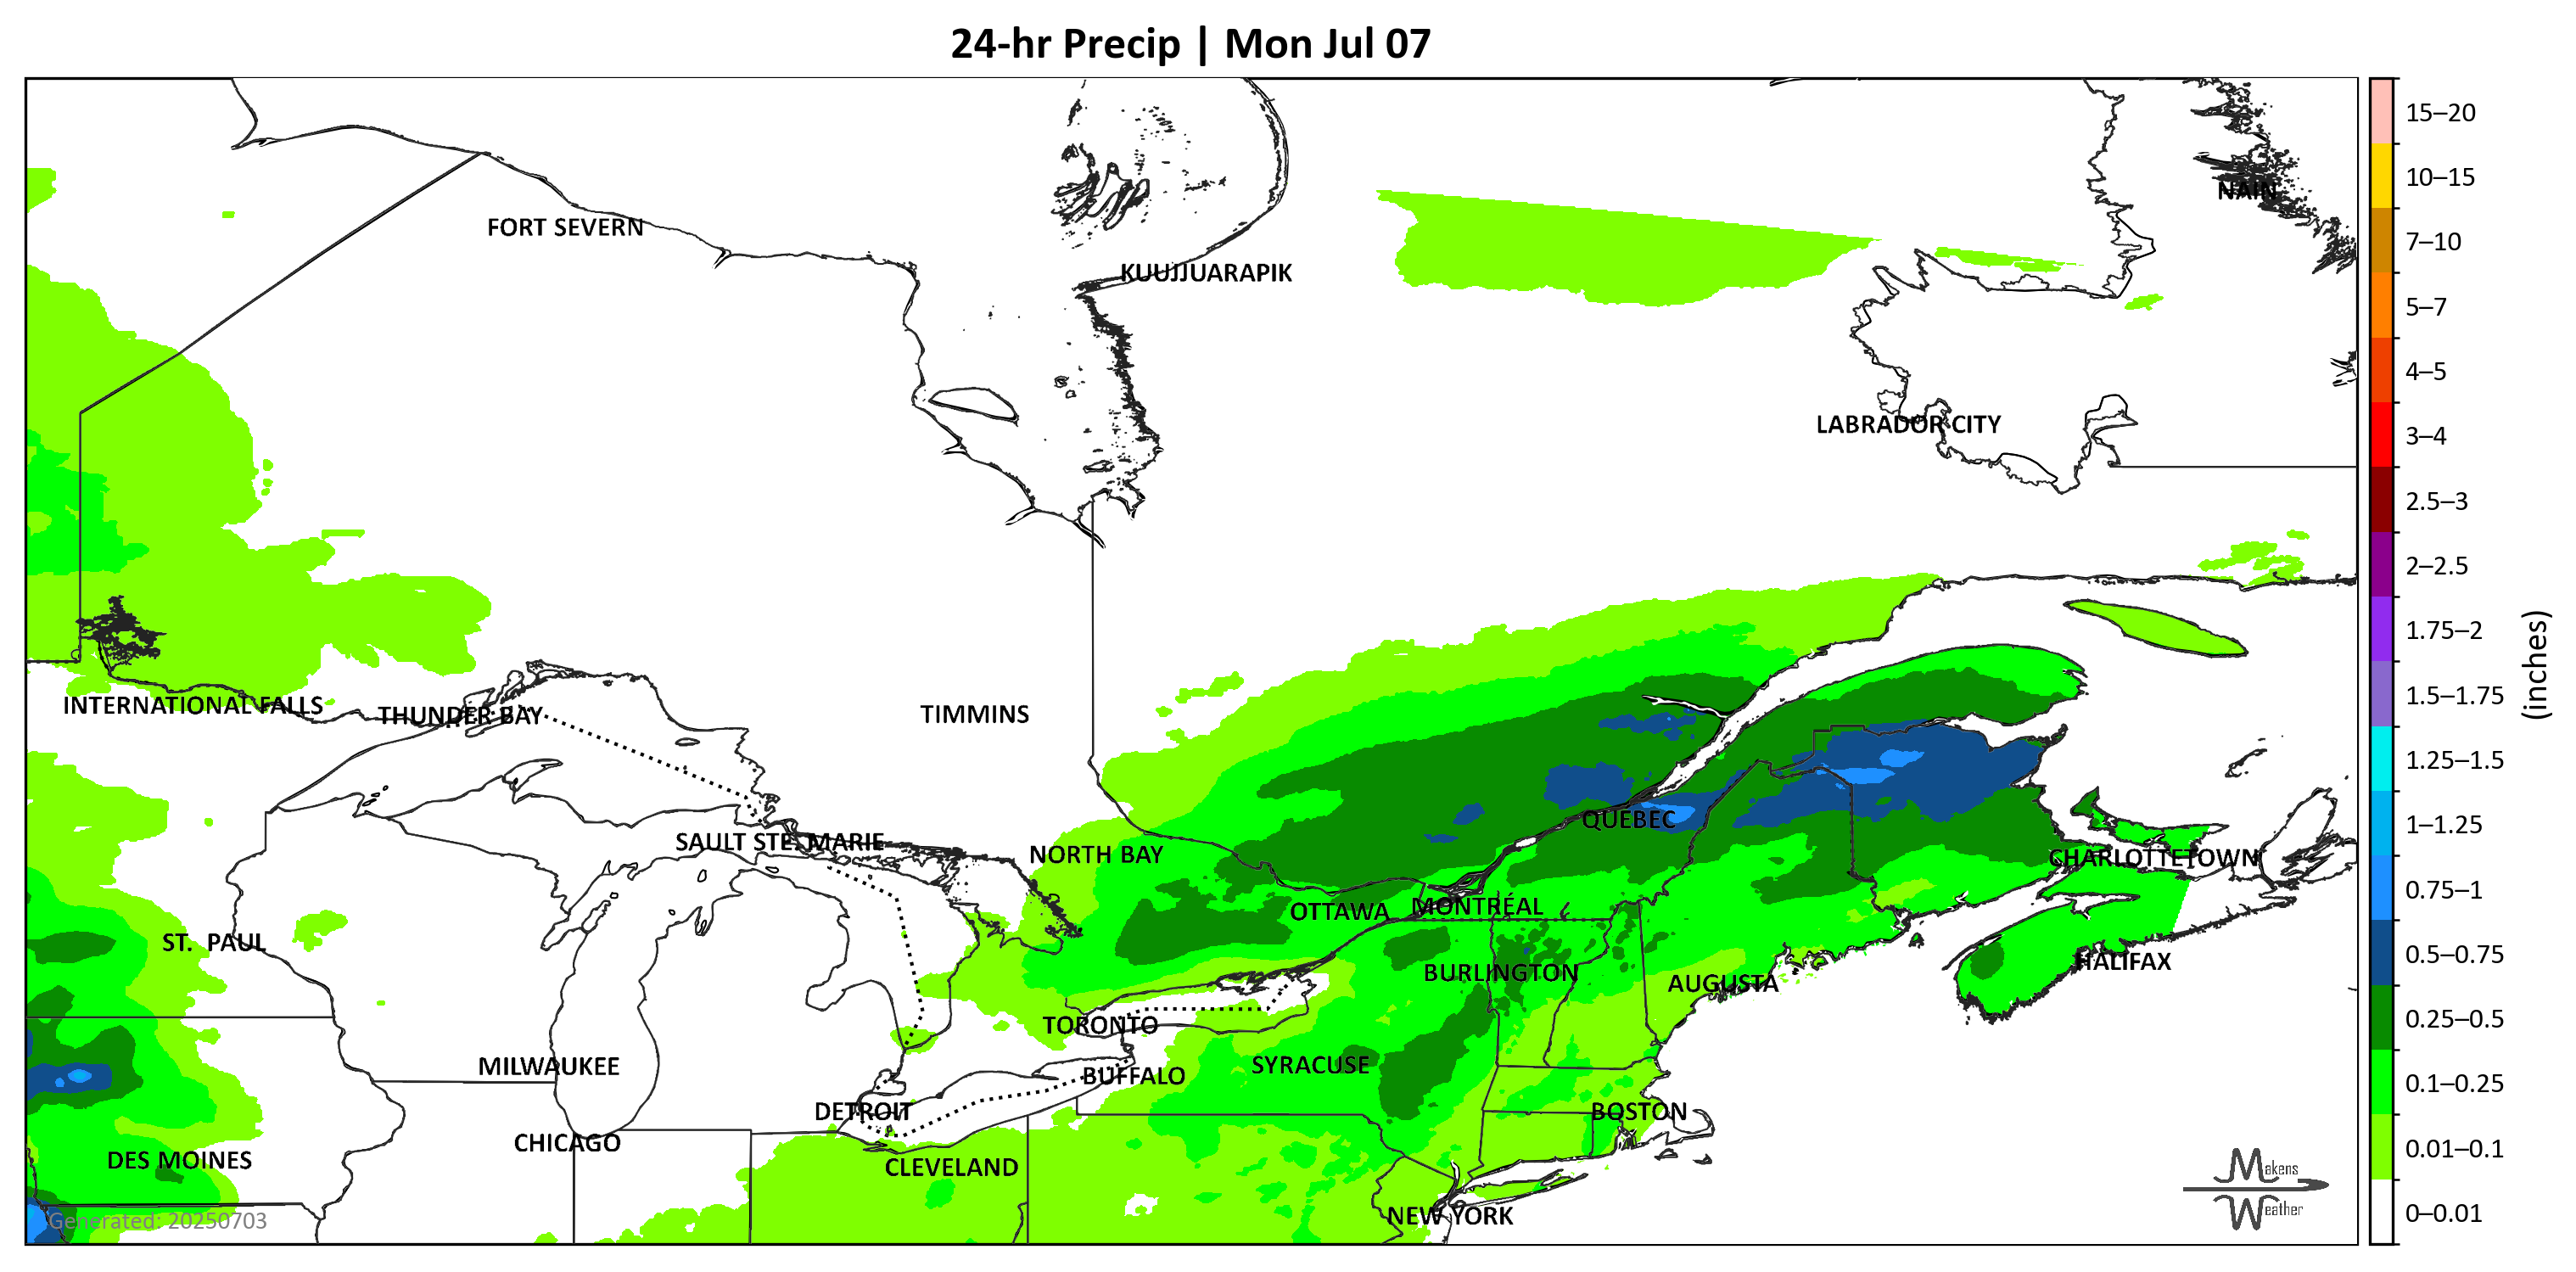 24-hr Precip | Mon Jul 07
15–20
NAIN
10–15
FORT SEVERN
7–10
KUUJJUARAPIK
5–7
4–5
LABRADOR CITY
3–4
2.5–3
2–2.5
1.75–2
(inches)
1.5–1.75
INTERNATIONAL FALLS
THUNDER BAY
TIMMINS
1.25–1.5
QUEBEC
1–1.25
SAULT STE. MARIE
NORTH BAY
CHARLOTTETOWN
0.75–1
OTTAWA
MONTREAL
ST. PAUL
0.5–0.75
HALIFAX
BURLINGTON
AUGUSTA
TORONTO
0.25–0.5
MILWAUKEE
SYRACUSE
BUFFALO
0.1–0.25
DETROIT
BOSTON
CHICAGO
0.01–0.1
DES MOINES
CLEVELAND
Makens
Weather
NEW YORK
0–0.01
Generated: 20250703